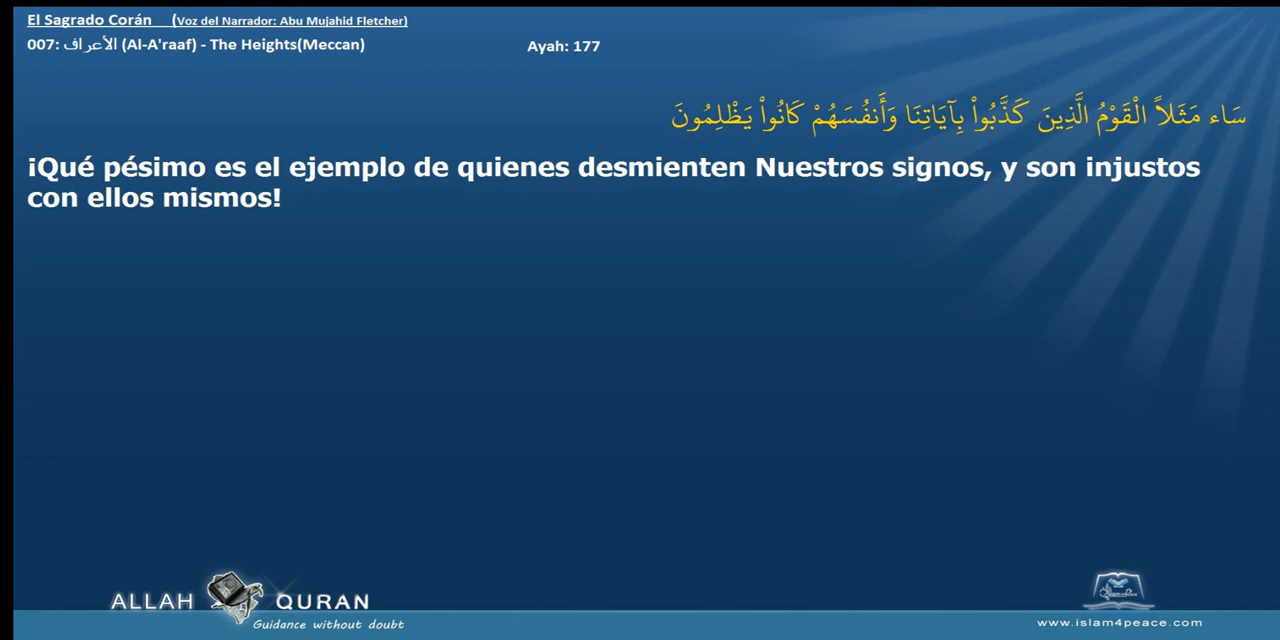 El Sagrado Corán (Voz del Narrador: Abu Mujahid Fletcher)
007: الأعراف (Al-A'raaf) - The Heights(Meccan) Ayah: 177
سَاء مَثَلاً الْقَوْمُ الَّذِينَ كَذَّبُواْ بِآيَاتِنَا وَأَنفُسَهُمْ كَانُواْ يَظْلِمُونَ
¡Qué pésimo es el ejemplo de quienes desmienten Nuestros signos, y son injustos
con ellos mismos!
ALLAH QURAN
Guidance without doubt
www.islam4peace.com